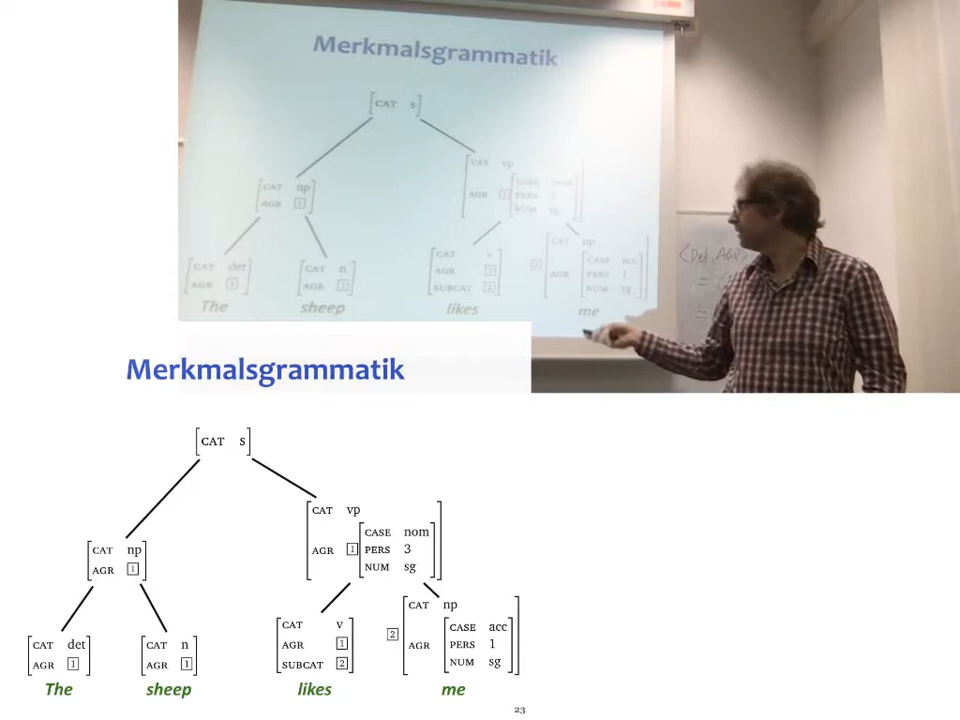 Merkmalsgrammatik
[CAT s]
CAT vp
CAT np
CASE nom
AGR 1
AGR 1 PERS 3
NUM sg
CAT det
CAT n
CAT v
CAT np
AGR 1
AGR 1
AGR 1
CASE acc
SUBCAT 2
2
AGR PERS 1
NUM sg
The sheep likes me
(Det, AGR
Merkmalsgrammatik
[CAT s]
CAT vp
CASE nom
CAT np
AGR 1 PERS 3
AGR 1
NUM sg
CAT np
CAT v
CASE acc
CAT det
CAT n
AGR 1
2
AGR PERS 1
AGR 1
AGR 1
SUBCAT 2
NUM sg
The sheep likes me
23